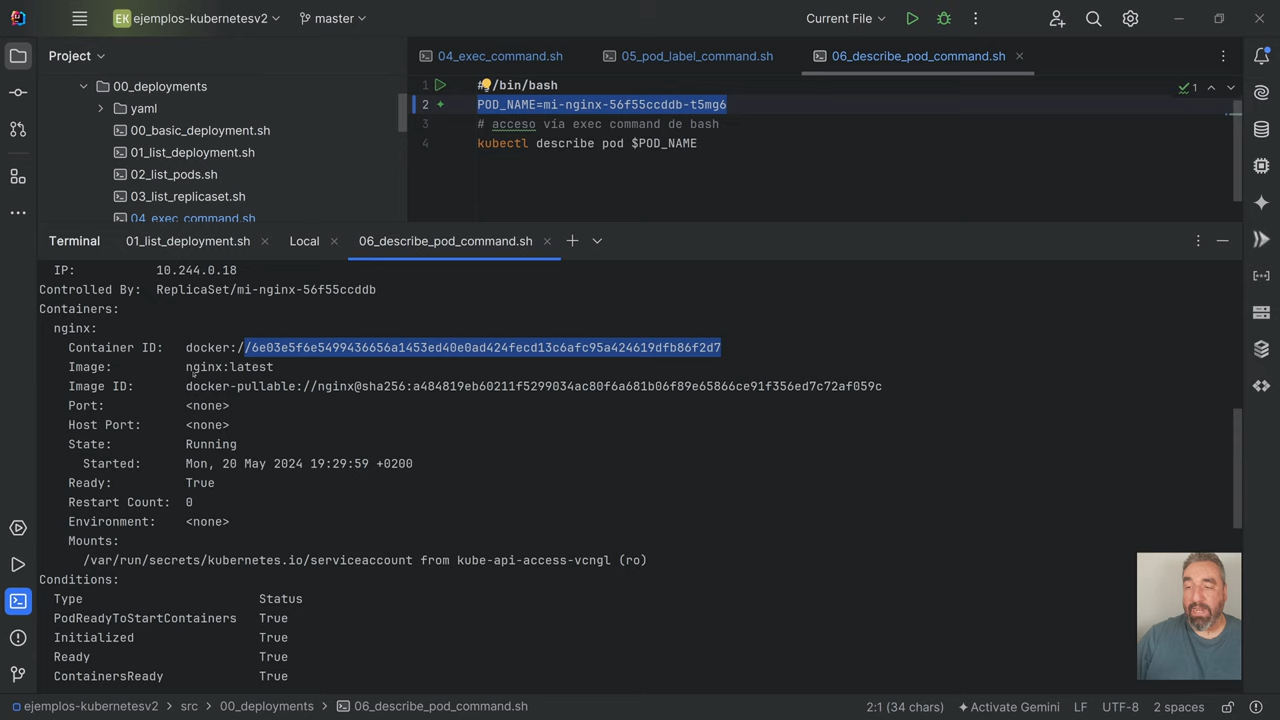 EK ejemplos-kubernetesv2 master Current File
Project
04_exec_command.sh 05_pod_label_command.sh 06_describe_pod_command.sh
00_deployments
yaml
00_basic_deployment.sh
01_list_deployment.sh
02_list_pods.sh
03_list_replicaset.sh
04_exec_command.sh
1 #!/bin/bash
2 POD_NAME=mi-nginx-56f55ccddb-t5mg6
3 # acceso vía exec command de bash
4 kubectl describe pod $POD_NAME
1
Terminal 01_list_deployment.sh Local 06_describe_pod_command.sh
IP: 10.244.0.18
Controlled By: ReplicaSet/mi-nginx-56f55ccddb
Containers:
nginx:
Container ID: docker://6e03e5f6e5499436656a1453ed40e0ad424fecd13c6afc95a424619dfb86f2d7
Image: nginx:latest
Image ID: docker-pullable://nginx@sha256:a484819eb60211f5299034ac80f6a681b06f89e65866ce91f356ed7c72af059c
Port: <none>
Host Port: <none>
State: Running
Started: Mon, 20 May 2024 19:29:59 +0200
Ready: True
Restart Count: 0
Environment: <none>
Mounts:
/var/run/secrets/kubernetes.io/serviceaccount from kube-api-access-vcngl (ro)
Conditions:
Type Status
PodReadyToStartContainers True
Initialized True
Ready True
ContainersReady True
ejemplos-kubernetesv2 src 00_deployments 06_describe_pod_command.sh 2:1 (34 chars) Activate Gemini LF UTF-8 2 spaces